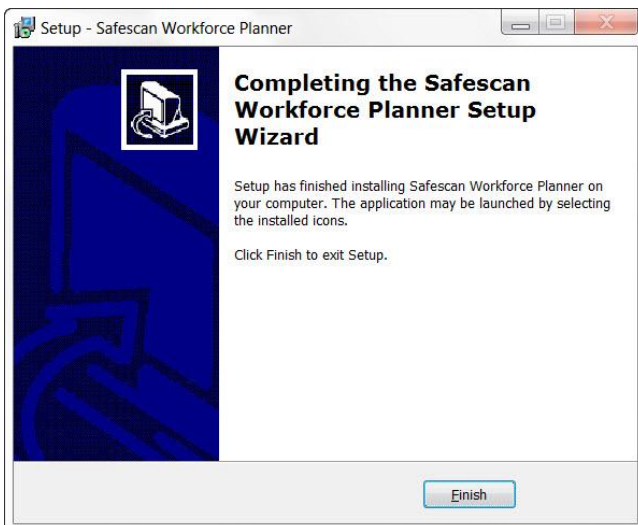 Setup - Safescan Workforce Planner
Completing the Safescan
Workforce Planner Setup
Wizard
Setup has finished installing Safescan Workforce Planner on
your computer. The application may be launched by selecting
the installed icons.
Click Finish to exit Setup.
Finish